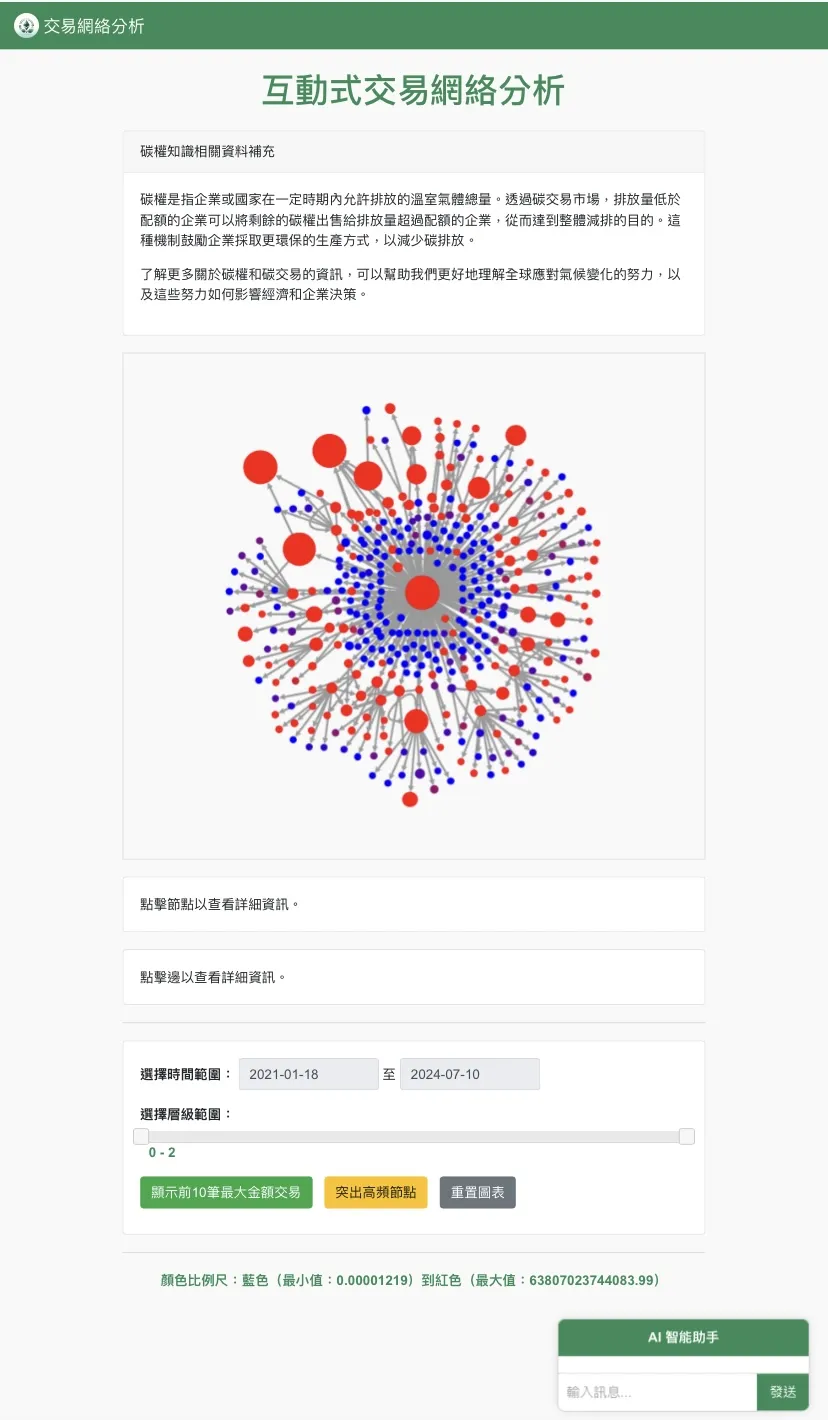 交易網絡分析
互動式交易網絡分析
碳權知識相關資料補充
碳權是指企業或國家在一定時期內允許排放的溫室氣體總量。透過碳交易市場，排放量低於
配額的企業可以將剩餘的碳權出售給排放量超過配額的企業，從而達到整體減排的目的。這
種機制鼓勵企業採取更環保的生產方式，以減少碳排放。
了解更多關於碳權和碳交易的資訊，可以幫助我們更好地理解全球應對氣候變化的努力，以
及這些努力如何影響經濟和企業決策。
點擊節點以查看詳細資訊。
點擊邊以查看詳細資訊。
選擇時間範圍： 2021-01-18 至 2024-07-10
選擇層級範圍：
0 - 2
顯示前10筆最大金額交易 突出高頻節點 重置圖表
顏色比例尺：藍色（最小值：0.00001219）到紅色（最大值：63807023744083.99）
AI 智能助手
輸入訊息... 發送